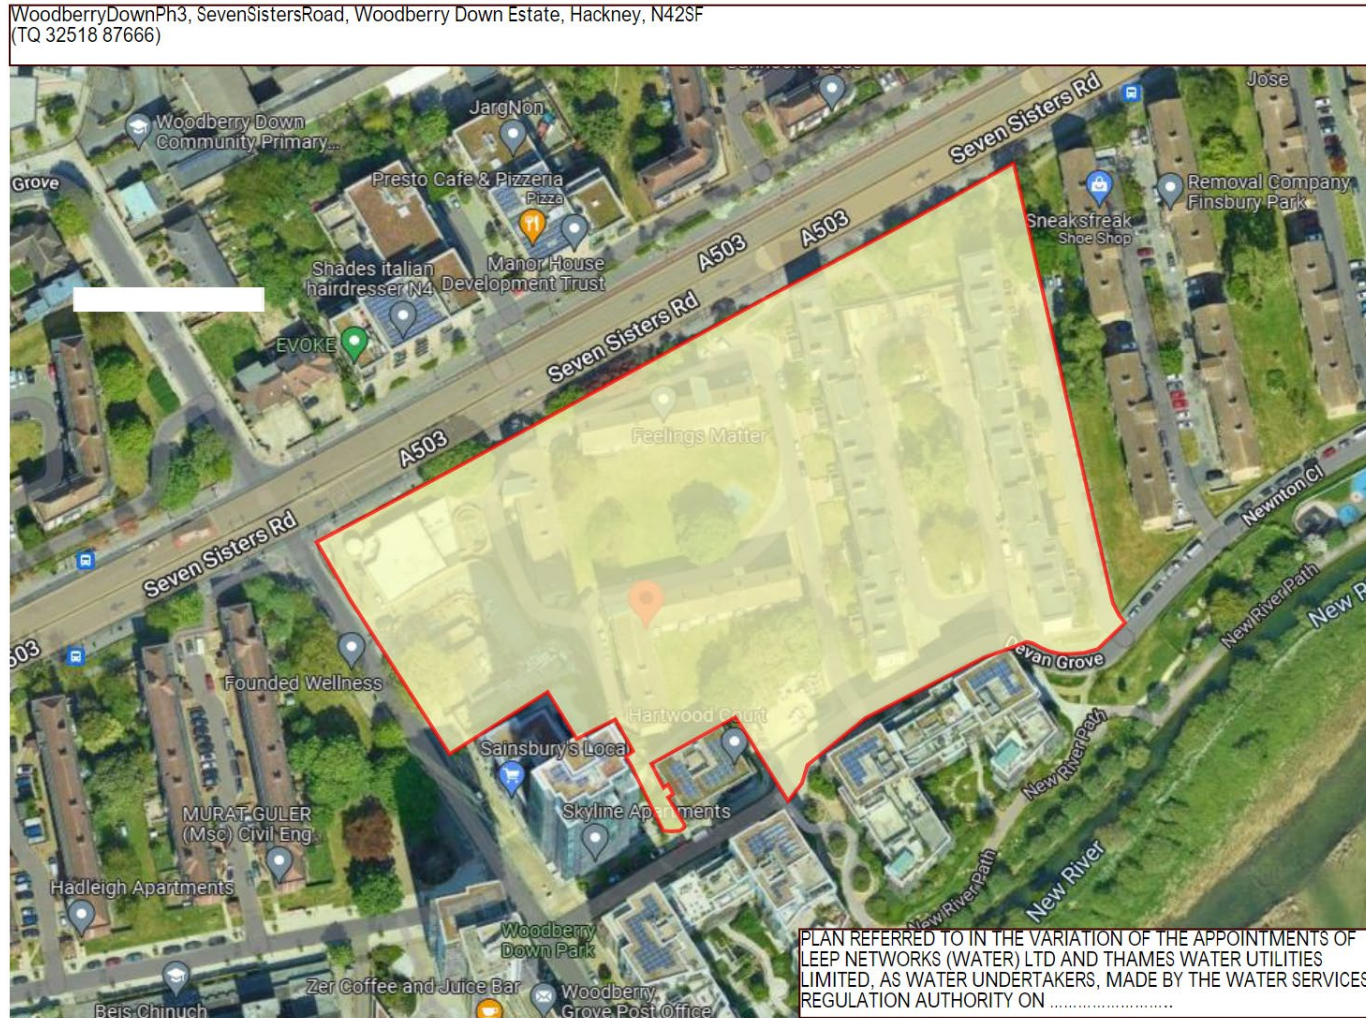 WoodberryDownPh3, SevenSistersRoad, Woodberry Down Estate, Hackney, N42SF
(TQ 32518 87666)
Seven Sisters Rd
Jose
JargNon
Woodberry Down
Community Primary...
Grove
Presto Cafe & Pizzeria
Pizza
Removal Company
Finsbury Park
Sneaksfreak
Shoe Shop
A503
A503
Manor House
Development Trust
Shades italian
hairdresser N4
Seven Sisters Rd
EVOKE
Feelings Matter
A503
Newnton Cl
Seven Sisters Rd
New River Path
New R
503
Devan Grove
Founded Wellness
Hartwood Court
Sainsbury's Local
New River Path
Skyline Apartments
MURAT GULER
(Msc) Civil Eng..
Hadleigh Apartments
New River Path
New River
Woodberry
Down Park
PLAN REFERRED TO IN THE VARIATION OF THE APPOINTMENTS OF
LEEP NETWORKS (WATER) LTD AND THAMES WATER UTILITIES
LIMITED, AS WATER UNDERTAKERS, MADE BY THE WATER SERVICES
REGULATION AUTHORITY ON ..........................
Zer Coffee and Juice Bar
Woodberry
Grove Post Office
Beis Chinuch